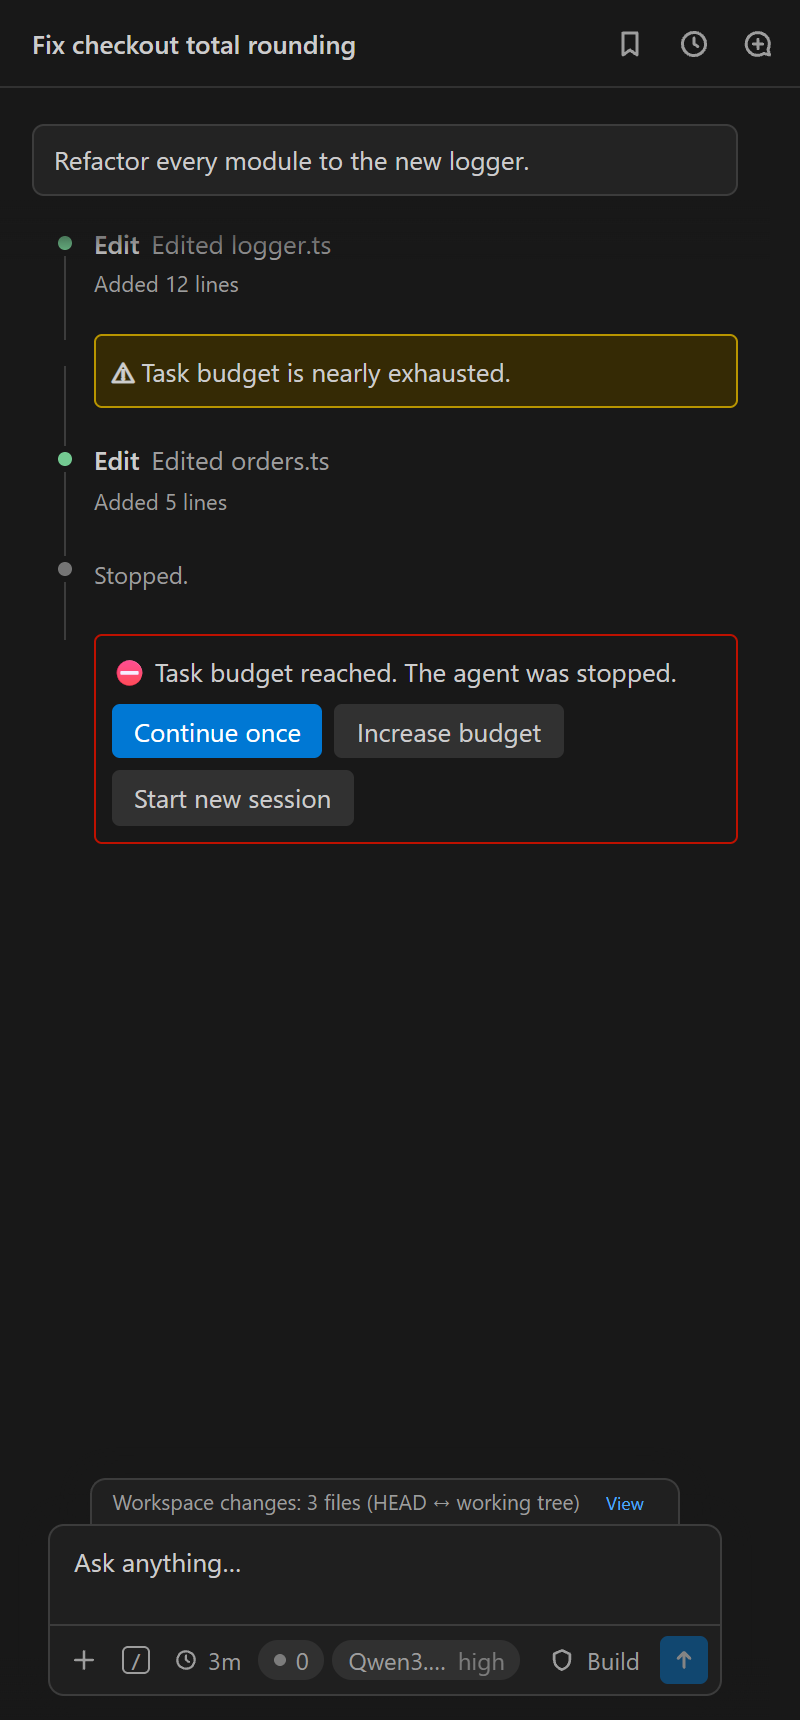 Fix checkout total rounding
Refactor every module to the new logger.
Edit Edited logger.ts
Added 12 lines
⚠ Task budget is nearly exhausted.
Edit Edited orders.ts
Added 5 lines
Stopped.
⛔ Task budget reached. The agent was stopped.
Continue once
Increase budget
Start new session
Workspace changes: 3 files (HEAD ↔ working tree) View
Ask anything...
/ 3m 0 Qwen3.... high Build